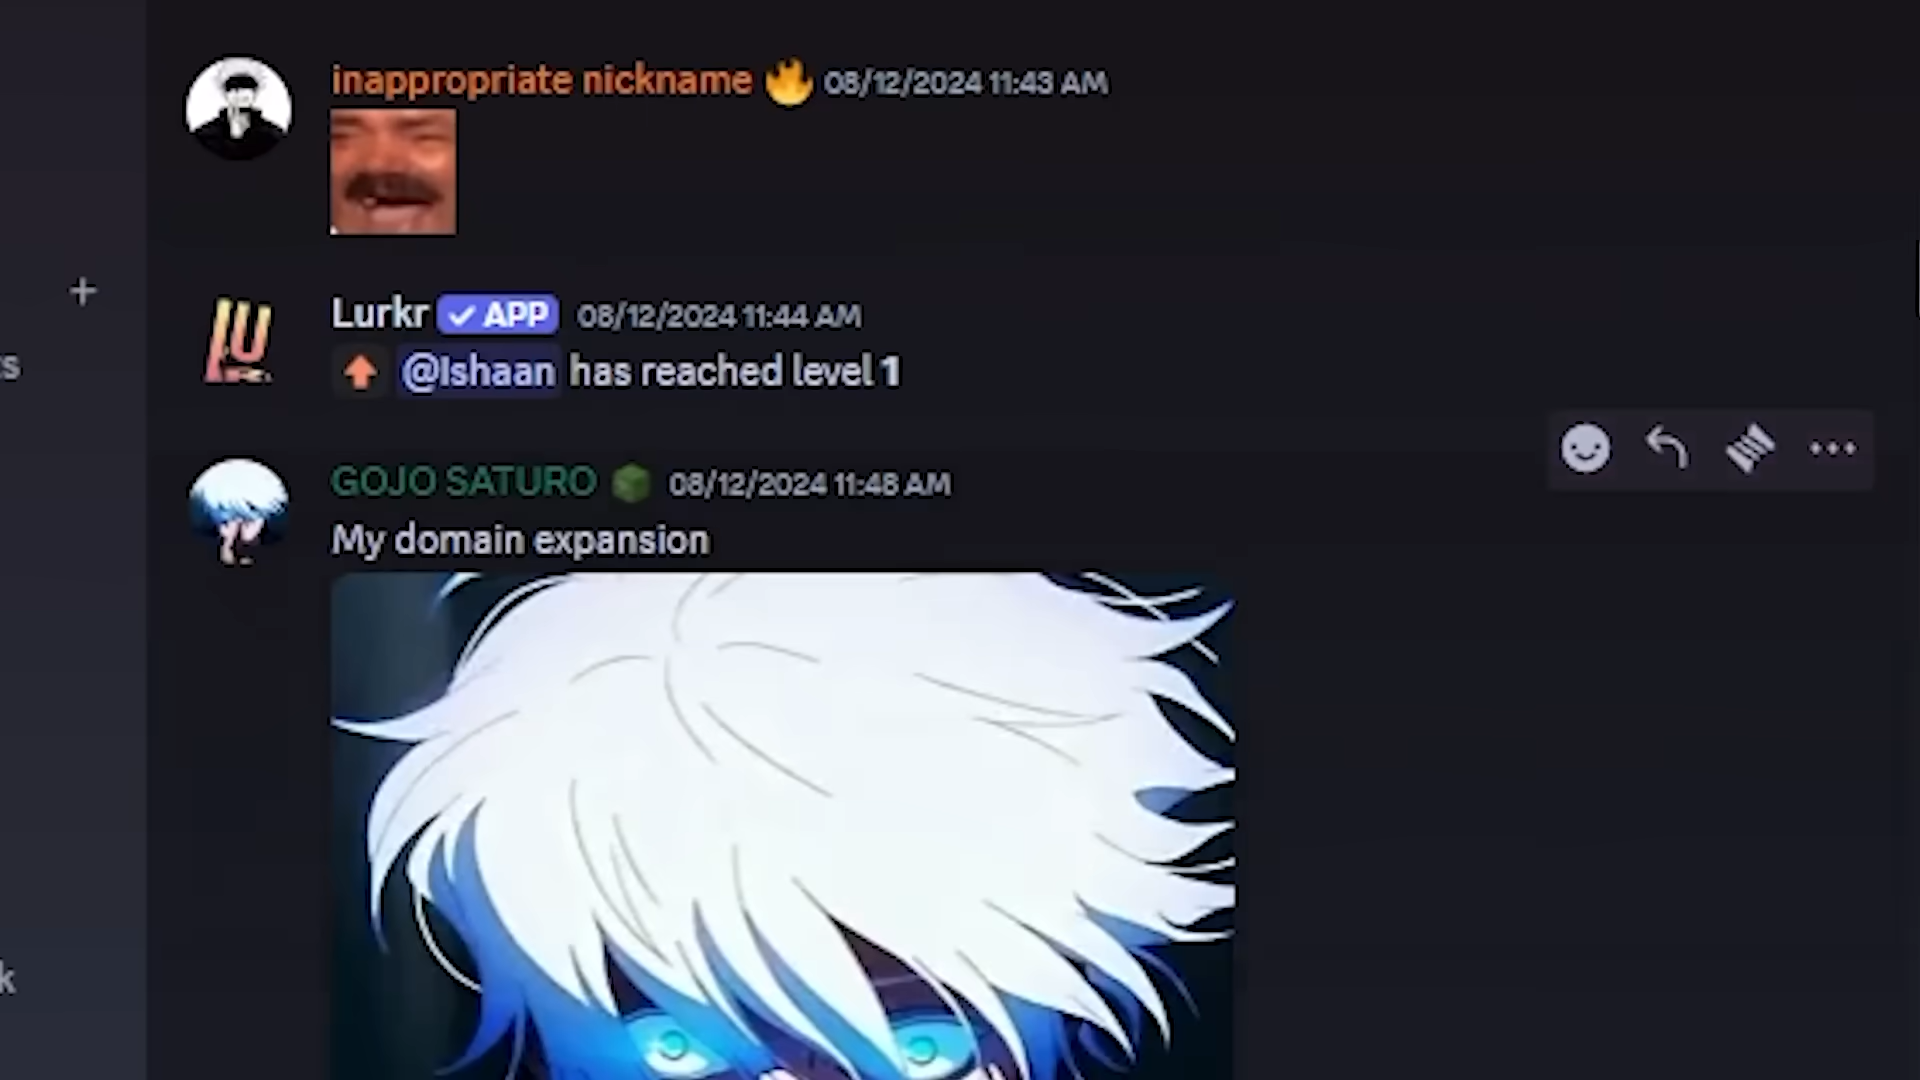 inappropriate nickname 🔥 08/12/2024 11:43 AM
Lurkr ✓ APP 08/12/2024 11:44 AM
@Ishaan has reached level 1
s
GOJO SATURO 08/12/2024 11:48 AM
My domain expansion
k